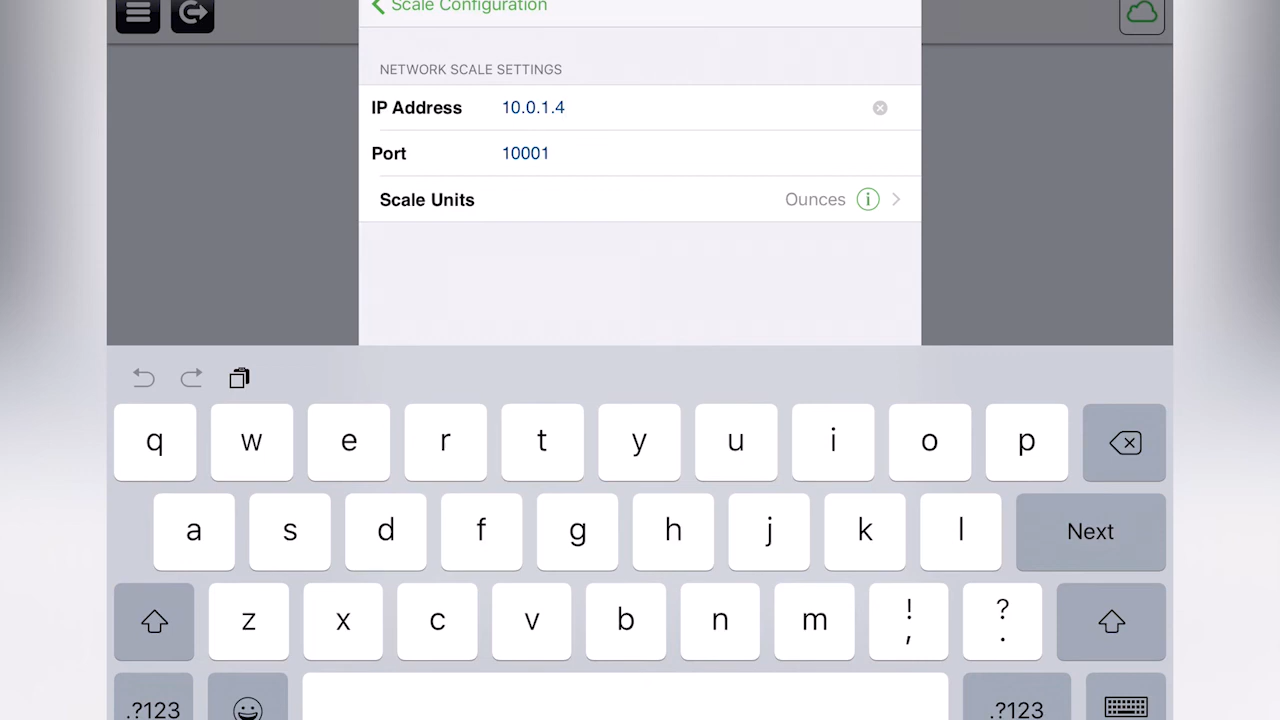 Scale Configuration
NETWORK SCALE SETTINGS
IP Address 10.0.1.4
Port 10001
Scale Units Ounces i
q w e r t y u i o p
a s d f g h j k l Next
z x c v b n m ! , ? .
.?123 .?123